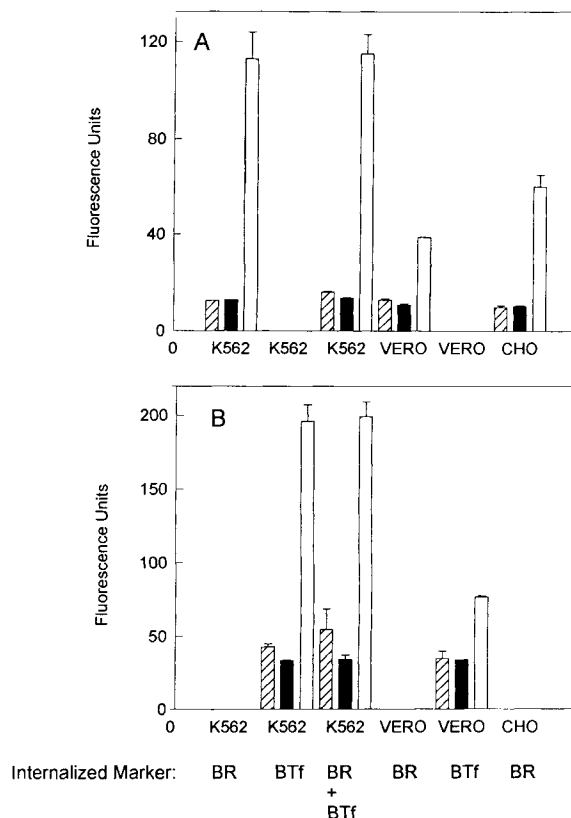 A
120
80
40
0
Fluorescence Units
0 K562 K562 K562 VERO VERO CHO
B
200
150
100
50
0
Fluorescence Units
0 K562 K562 K562 VERO VERO CHO
Internalized Marker: BR BTf BR + BTf BR BTf BR